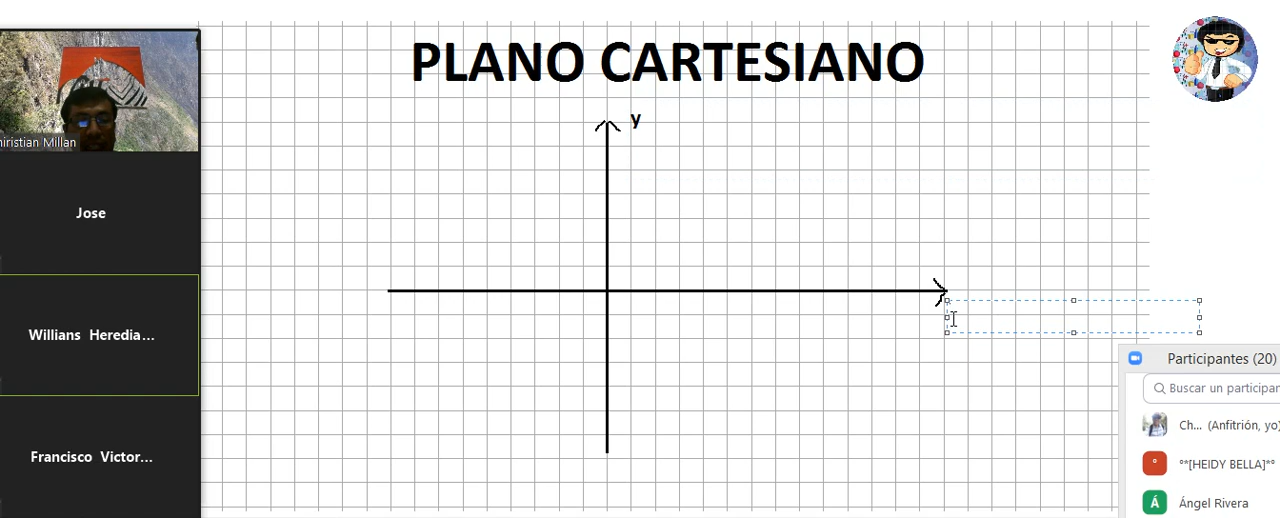 PLANO CARTESIANO
y
hiristian Millan
Jose
Willians Heredia...
Francisco Victor...
Participantes (20)
Buscar un participan
Ch... (Anfitrión, yo)
°*[HEIDY BELLA]*°
Á
Ángel Rivera